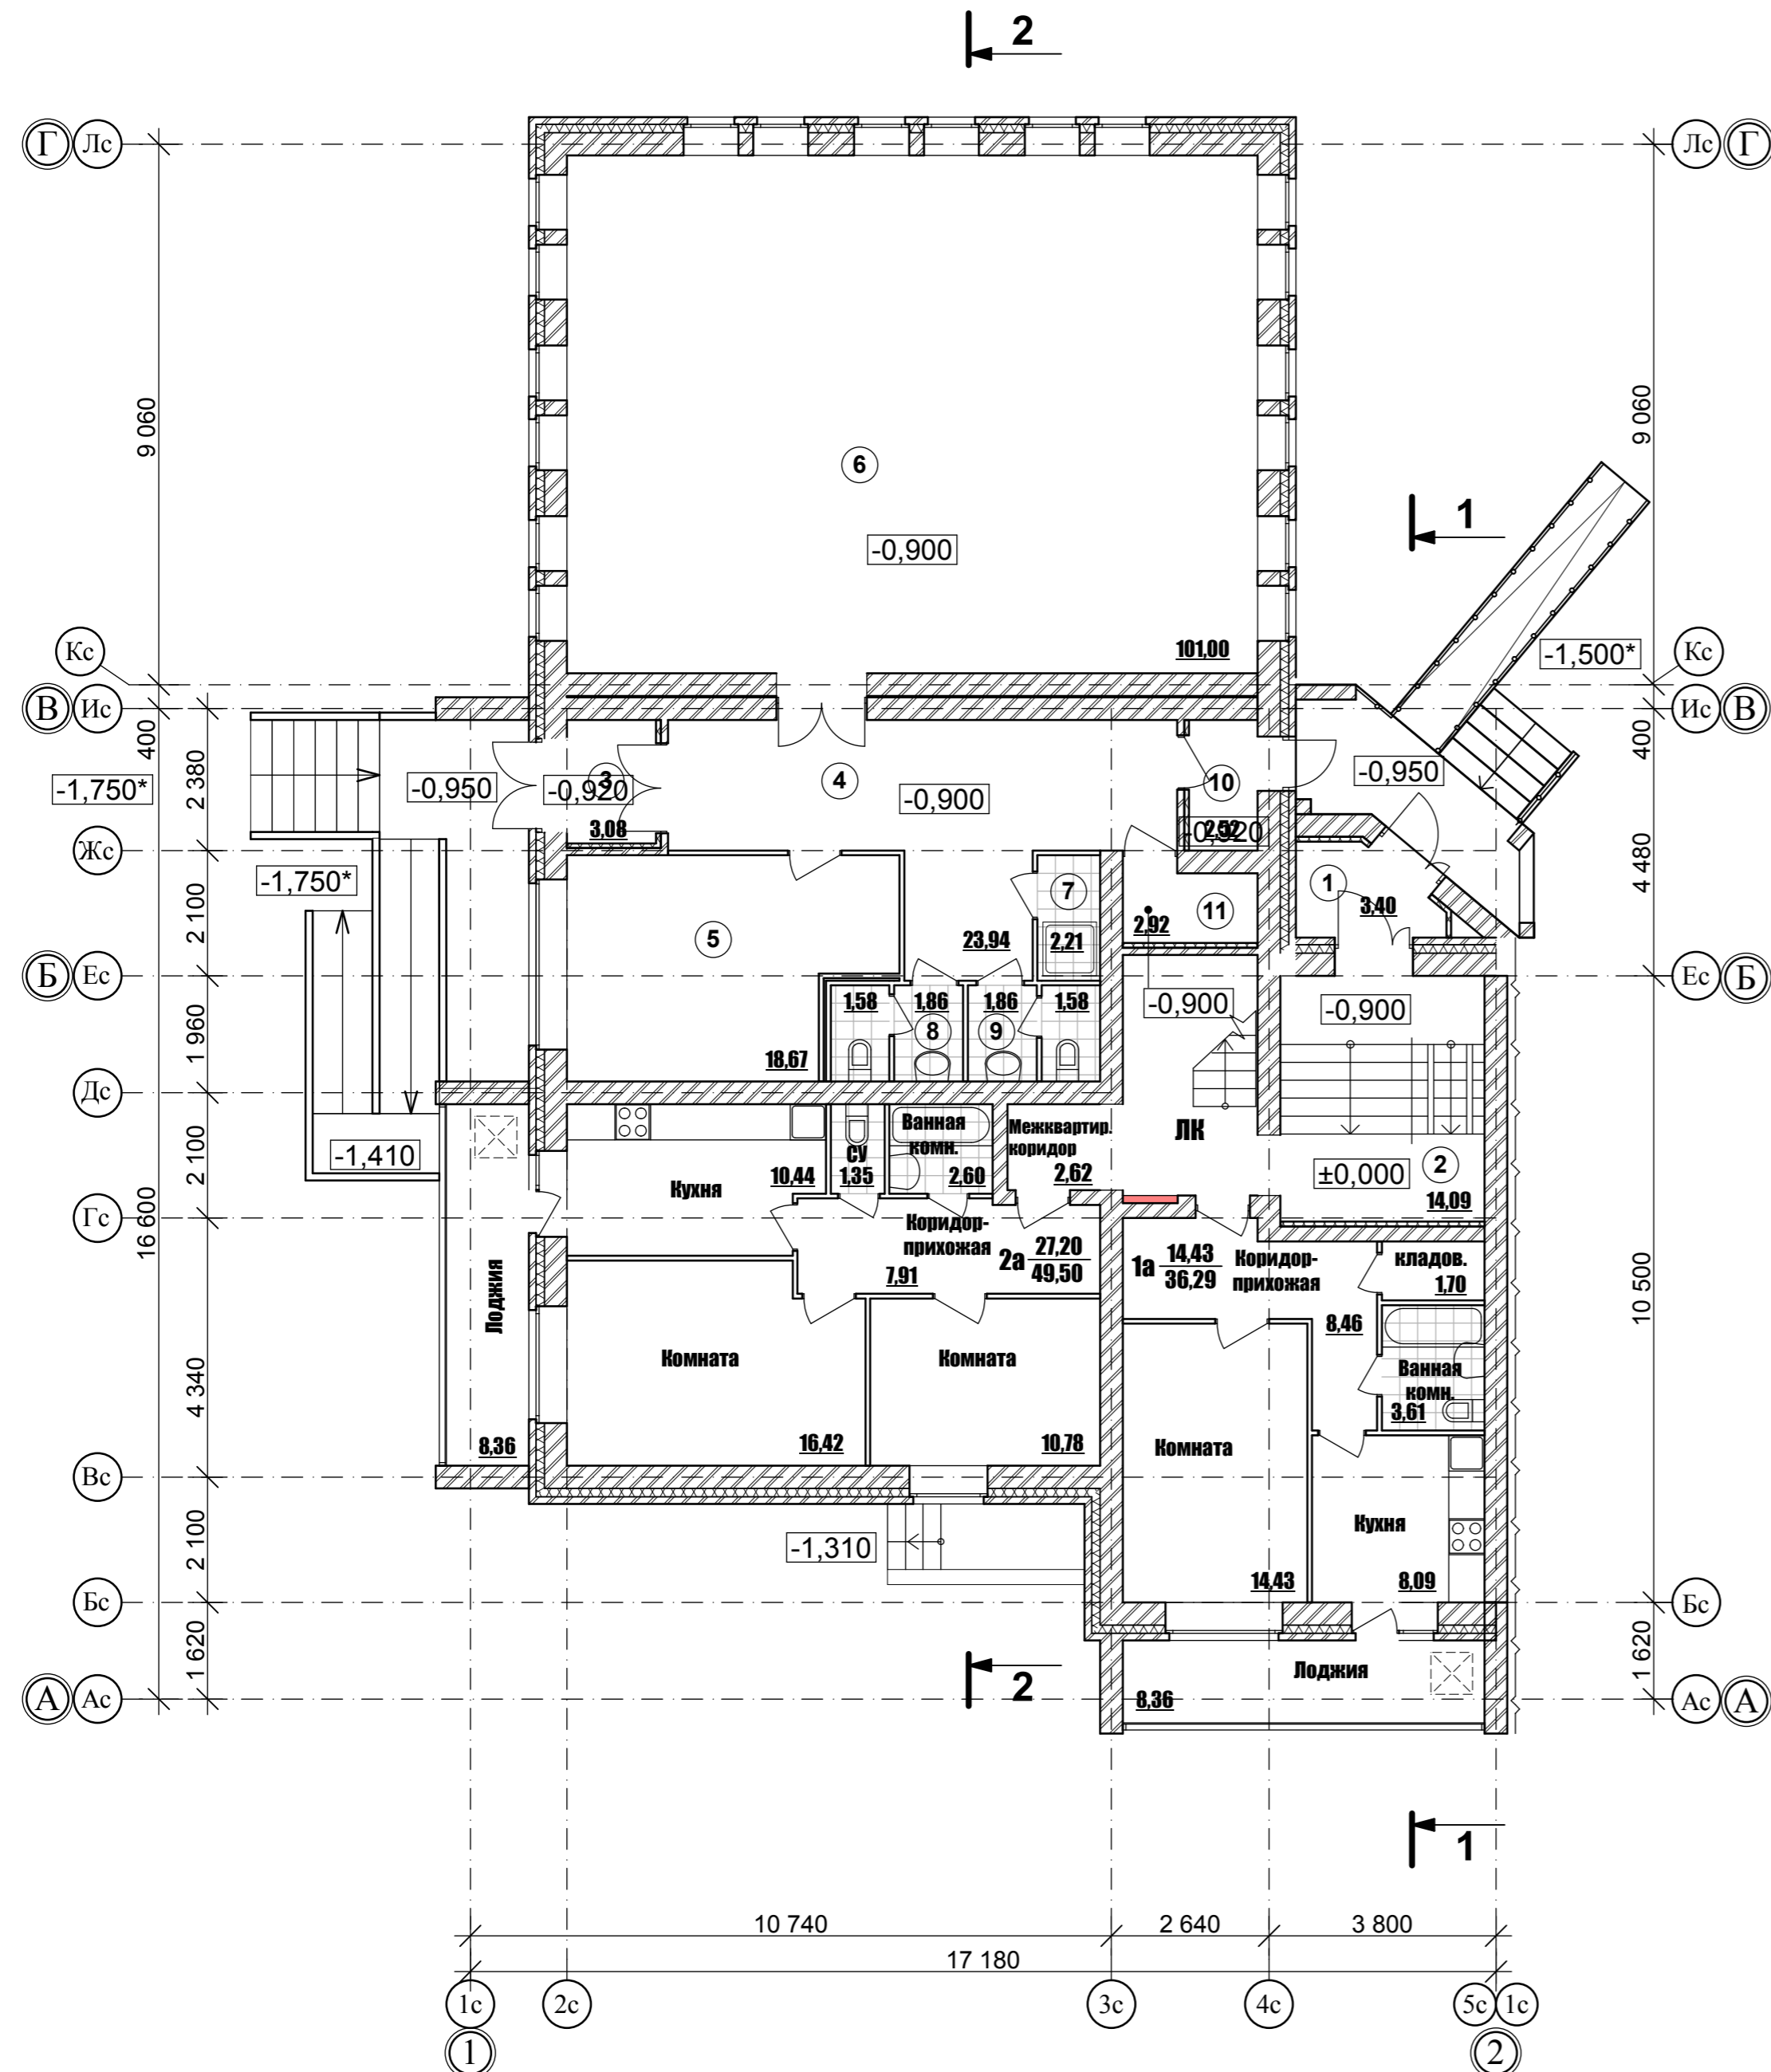 2
Г Лс
Лс Г
9 060
9 060
6
1
-0,900
Кс
101,00
-1,500*
Кс
В Ис
Ис В
400
400
2 380
-1,750*
-0,950
3
-0,920
4
-0,900
10
-0,950
3,08
2,52
-0,920
Жс
-1,750*
4 480
2 100
7
11
1
3,40
5
23,94
2,21
2,92
Б Ес
Ес Б
1,58
1,86
1,86
1,58
-0,900
-0,900
8
9
1 960
18,67
Дс
-1,410
Ванная
комн.
Межквартир.
коридор
ЛК
СУ
2 100
10,44
1,35
2,60
2,62
±0,000
2
Кухня
14,09
Гс
16 600
Коридор-
прихожая
7,91
2а
27,20
49,50
1а
14,43
36,29
Коридор-
прихожая
кладов.
1,70
10 500
Лоджия
8,46
Комната
Комната
Ванная
комн.
3,61
4 340
8,36
16,42
10,78
Комната
Вс
2 100
-1,310
Кухня
14,43
8,09
Бс
Бс
1 620
1 620
2
Лоджия
8,36
А Ас
Ас А
1
10 740
2 640
3 800
17 180
1с
2с
3с
4с
5с 1с
1
2